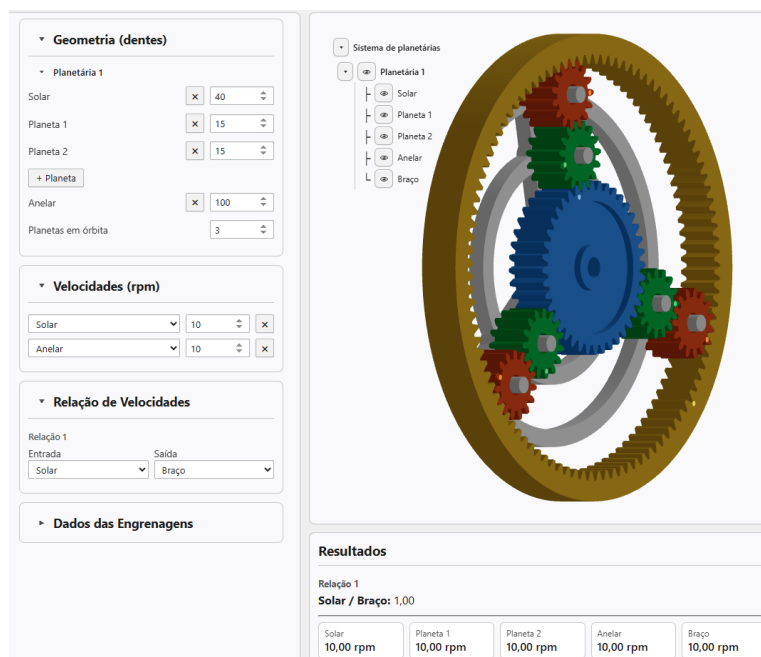 Geometria (dentes)
Planetária 1
Solar × 40
Planeta 1 × 15
Planeta 2 × 15
+ Planeta
Anelar × 100
Planetas em órbita 3
Velocidades (rpm)
Solar 10 ×
Anelar 10 ×
Relação de Velocidades
Relação 1
Entrada Saída
Solar Braço
Dados das Engrenagens
Sistema de planetárias
Planetária 1
Solar
Planeta 1
Planeta 2
Anelar
Braço
Resultados
Relação 1
Solar / Braço: 1,00
Solar Planeta 1 Planeta 2 Anelar Braço
10,00 rpm 10,00 rpm 10,00 rpm 10,00 rpm 10,00 rpm